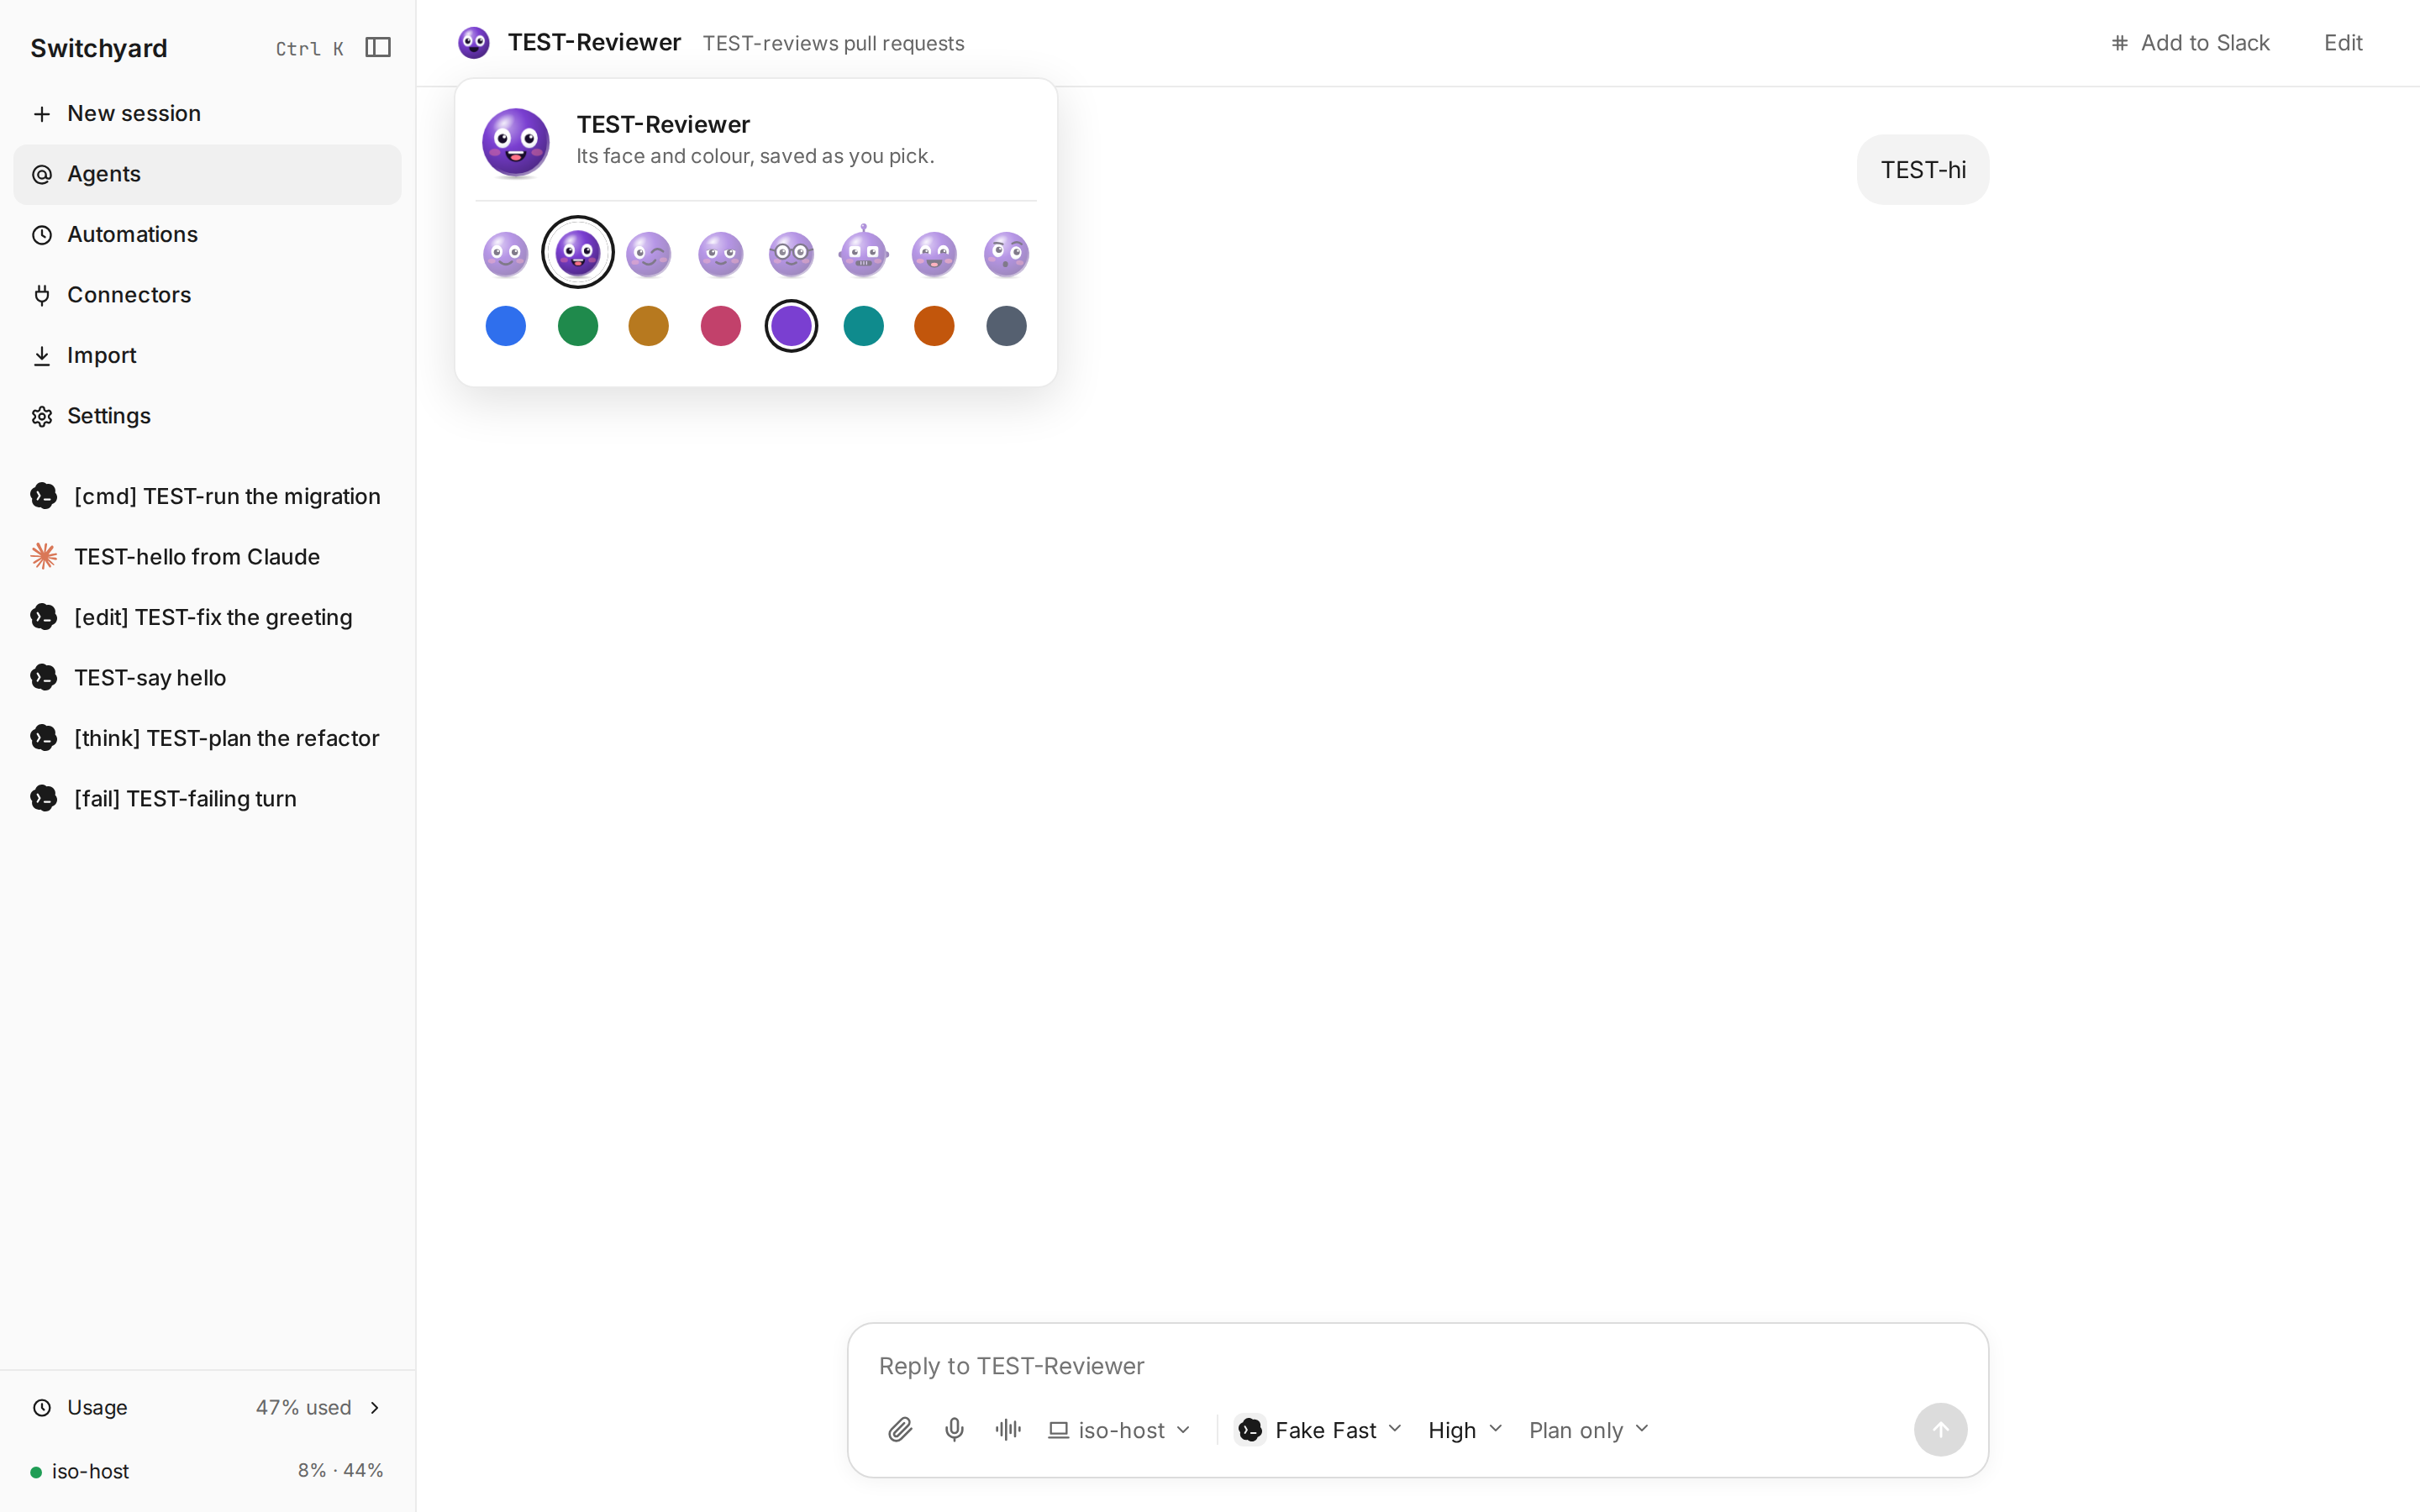 Switchyard
Ctrl K
New session
Agents
Automations
Connectors
Import
Settings
[cmd] TEST-run the migration
TEST-hello from Claude
[edit] TEST-fix the greeting
TEST-say hello
[think] TEST-plan the refactor
[fail] TEST-failing turn
Usage
47% used
iso-host
8% · 44%
TEST-Reviewer
TEST-reviews pull requests
Add to Slack
Edit
TEST-Reviewer
Its face and colour, saved as you pick.
TEST-hi
Reply to TEST-Reviewer
iso-host
Fake Fast
High
Plan only